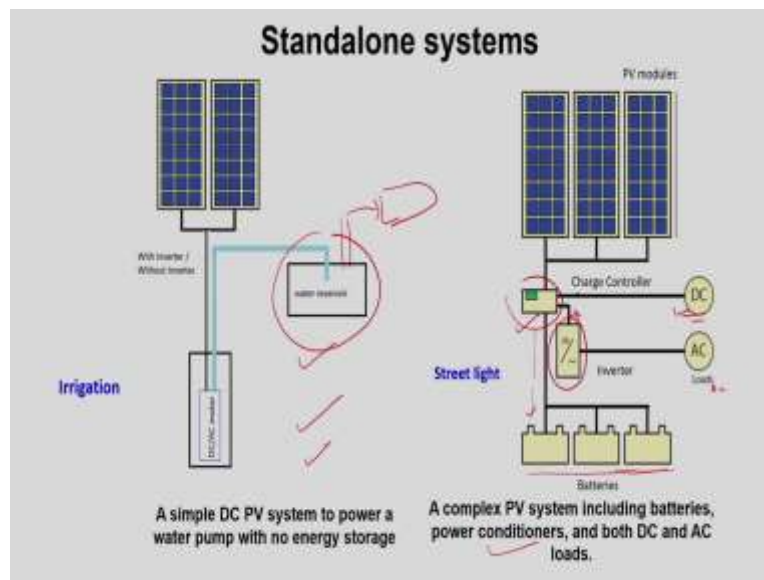 Standalone systems
PV modules
With Inverter /
Without Inverter
water reservoir
Charge Controller
DC
Irrigation
DC/AC motor
Street light
Inverter
AC
Loads
Batteries
A simple DC PV system to power a
water pump with no energy storage
A complex PV system including batteries,
power conditioners, and both DC and AC
loads.